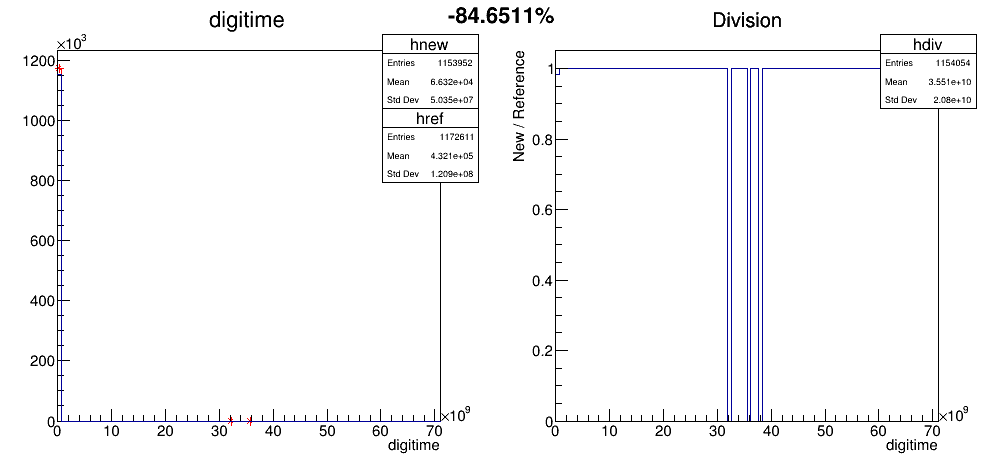 -84.6511%
digitime
×10³
hnew
Entries 1153952
Mean 6.632e+04
Std Dev 5.035e+07
href
Entries 1172611
Mean 4.321e+05
Std Dev 1.209e+08
1200
1000
800
600
400
200
0
0 10 20 30 40 50 60 70
×10⁹
digitime
Division
hdiv
Entries 1154054
Mean 3.551e+10
Std Dev 2.08e+10
New / Reference
1
0.8
0.6
0.4
0.2
0
0 10 20 30 40 50 60 70
×10⁹
digitime